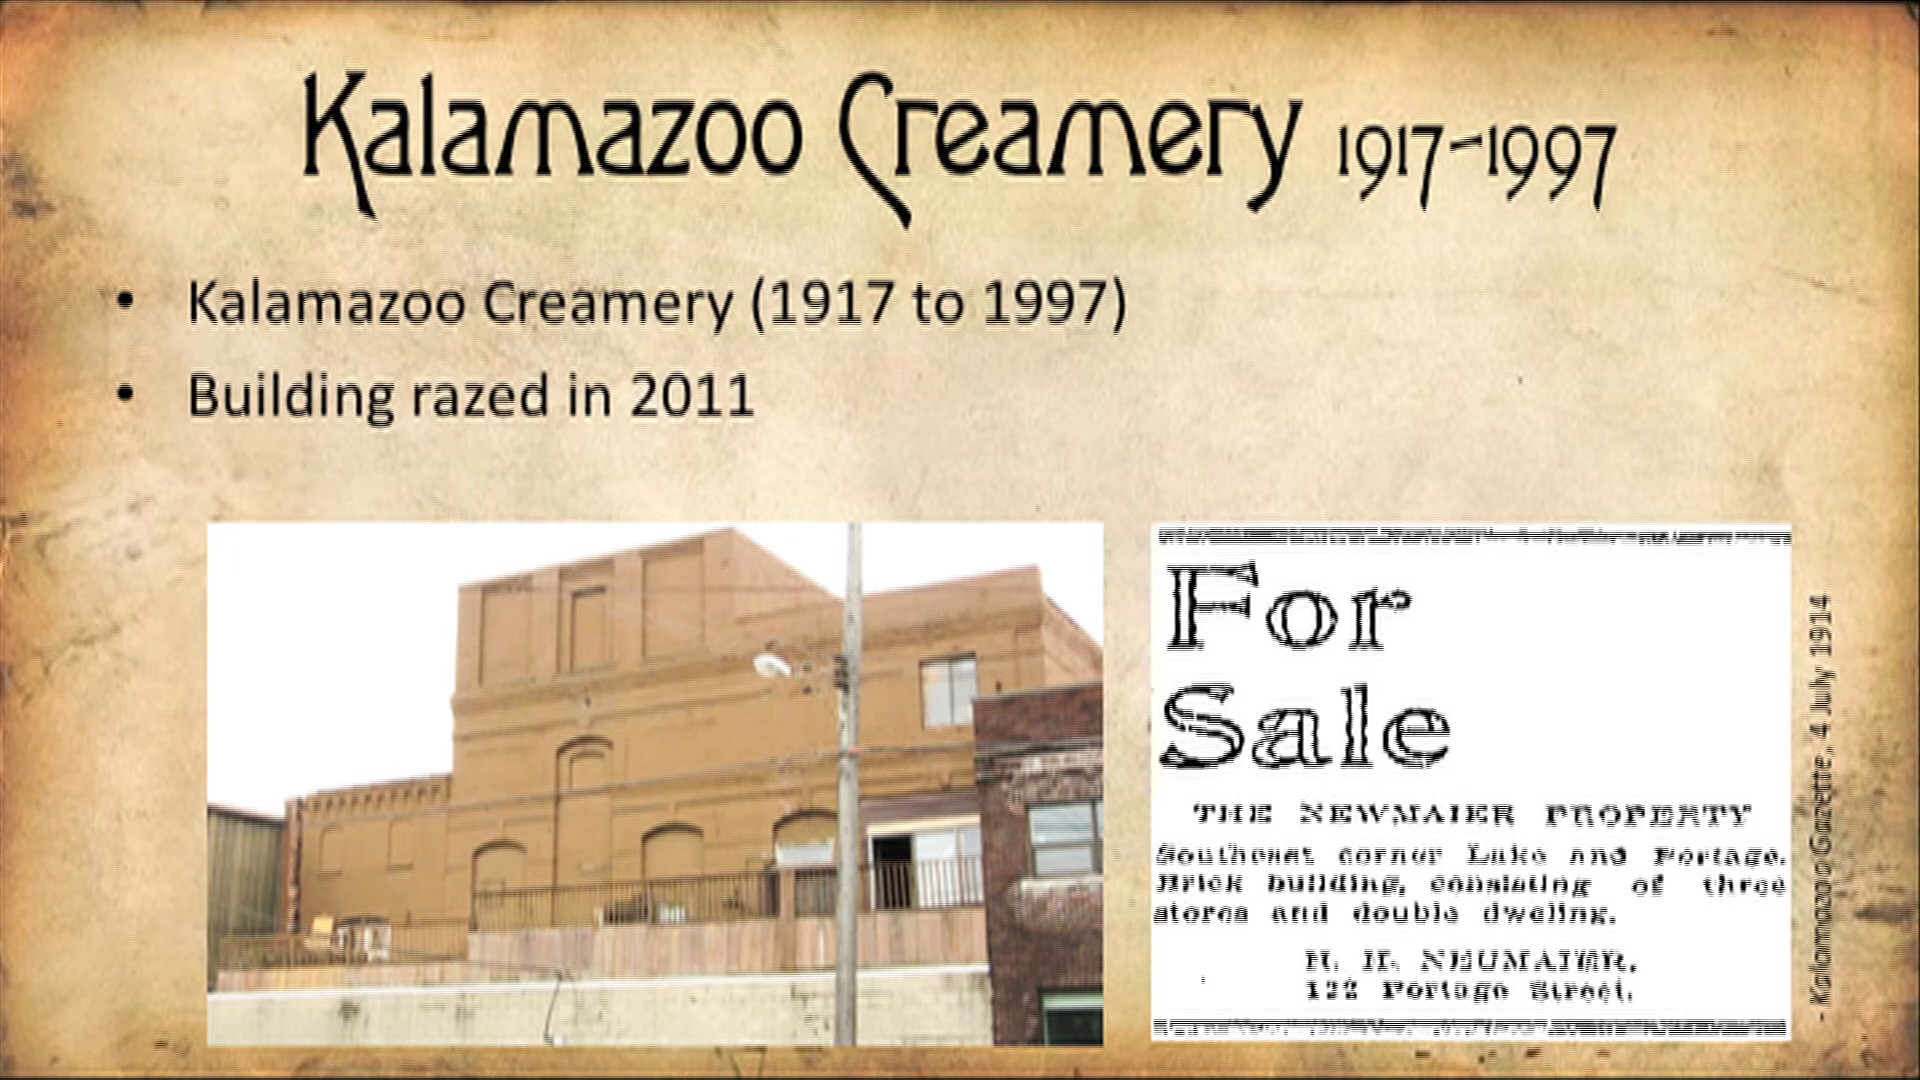 Kalamazoo Creamery 1917-1997
• Kalamazoo Creamery (1917 to 1997)
• Building razed in 2011
For
Sale
THE NEWMAIER PROPERTY
Southeast corner Lake and Portage.
Brick building, consisting of three
stores and double dweling.
H. H. NEUMAIER,
122 Portage Street.
- Kalamazoo Gazette, 4 July 1914